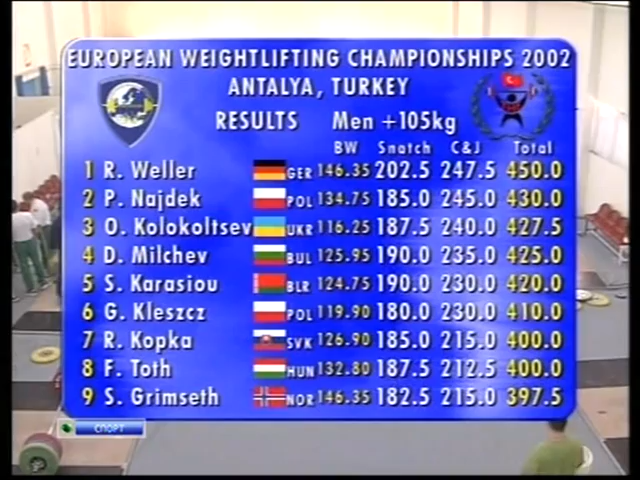 EUROPEAN WEIGHTLIFTING CHAMPIONSHIPS 2002
ANTALYA, TURKEY
RESULTS Men +105kg
BW Snatch C&J Total
1 R. Weller GER 146.35 202.5 247.5 450.0
2 P. Najdek POL 134.75 185.0 245.0 430.0
3 O. Kolokoltsev UKR 116.25 187.5 240.0 427.5
4 D. Milchev BUL 125.95 190.0 235.0 425.0
5 S. Karasiou BLR 124.75 190.0 230.0 420.0
6 G. Kleszcz POL 119.90 180.0 230.0 410.0
7 R. Kopka SVK 126.90 185.0 215.0 400.0
8 F. Toth HUN 132.80 187.5 212.5 400.0
9 S. Grimseth NOR 146.35 182.5 215.0 397.5
СПОРТ